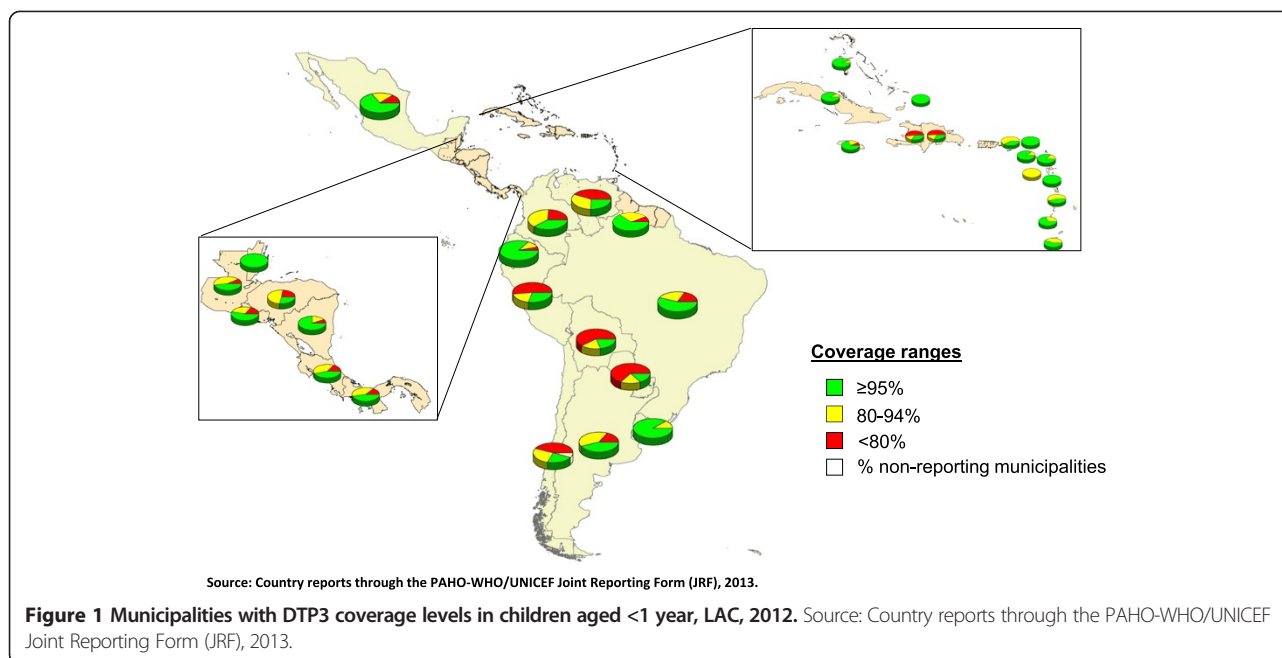 Coverage ranges
≥95%
80-94%
<80%
% non-reporting municipalities
Source: Country reports through the PAHO-WHO/UNICEF Joint Reporting Form (JRF), 2013.
Figure 1 Municipalities with DTP3 coverage levels in children aged <1 year, LAC, 2012. Source: Country reports through the PAHO-WHO/UNICEF
Joint Reporting Form (JRF), 2013.